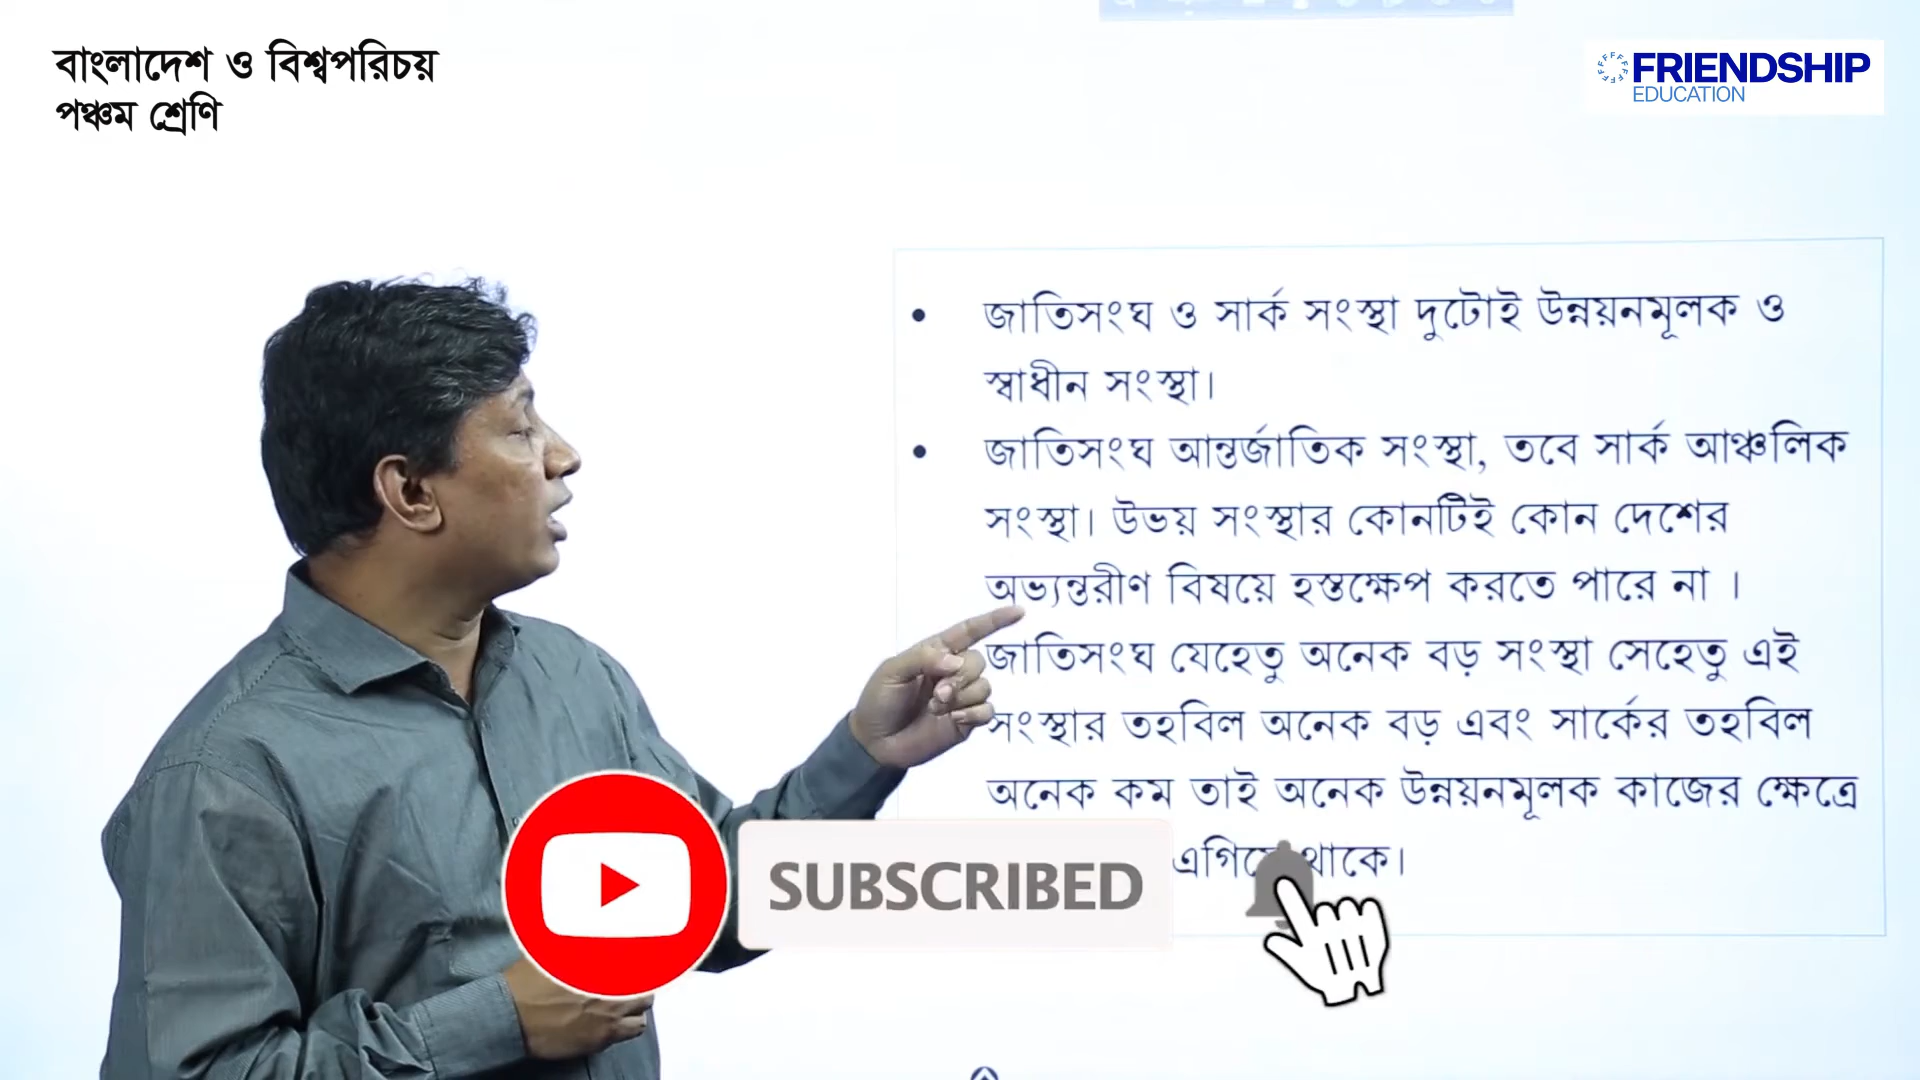 বাংলাদেশ ও বিশ্বপরিচয়
পঞ্চম শ্রেণি
FRIENDSHIP
EDUCATION
• জাতিসংঘ ও সার্ক সংস্থা দুটোই উন্নয়নমূলক ও
স্বাধীন সংস্থা।
• জাতিসংঘ আন্তর্জাতিক সংস্থা, তবে সার্ক আঞ্চলিক
সংস্থা। উভয় সংস্থার কোনটিই কোন দেশের
অভ্যন্তরীণ বিষয়ে হস্তক্ষেপ করতে পারে না ।
জাতিসংঘ যেহেতু অনেক বড় সংস্থা সেহেতু এই
সংস্থার তহবিল অনেক বড় এবং সার্কের তহবিল
অনেক কম তাই অনেক উন্নয়নমূলক কাজের ক্ষেত্রে
থাকে।
SUBSCRIBED